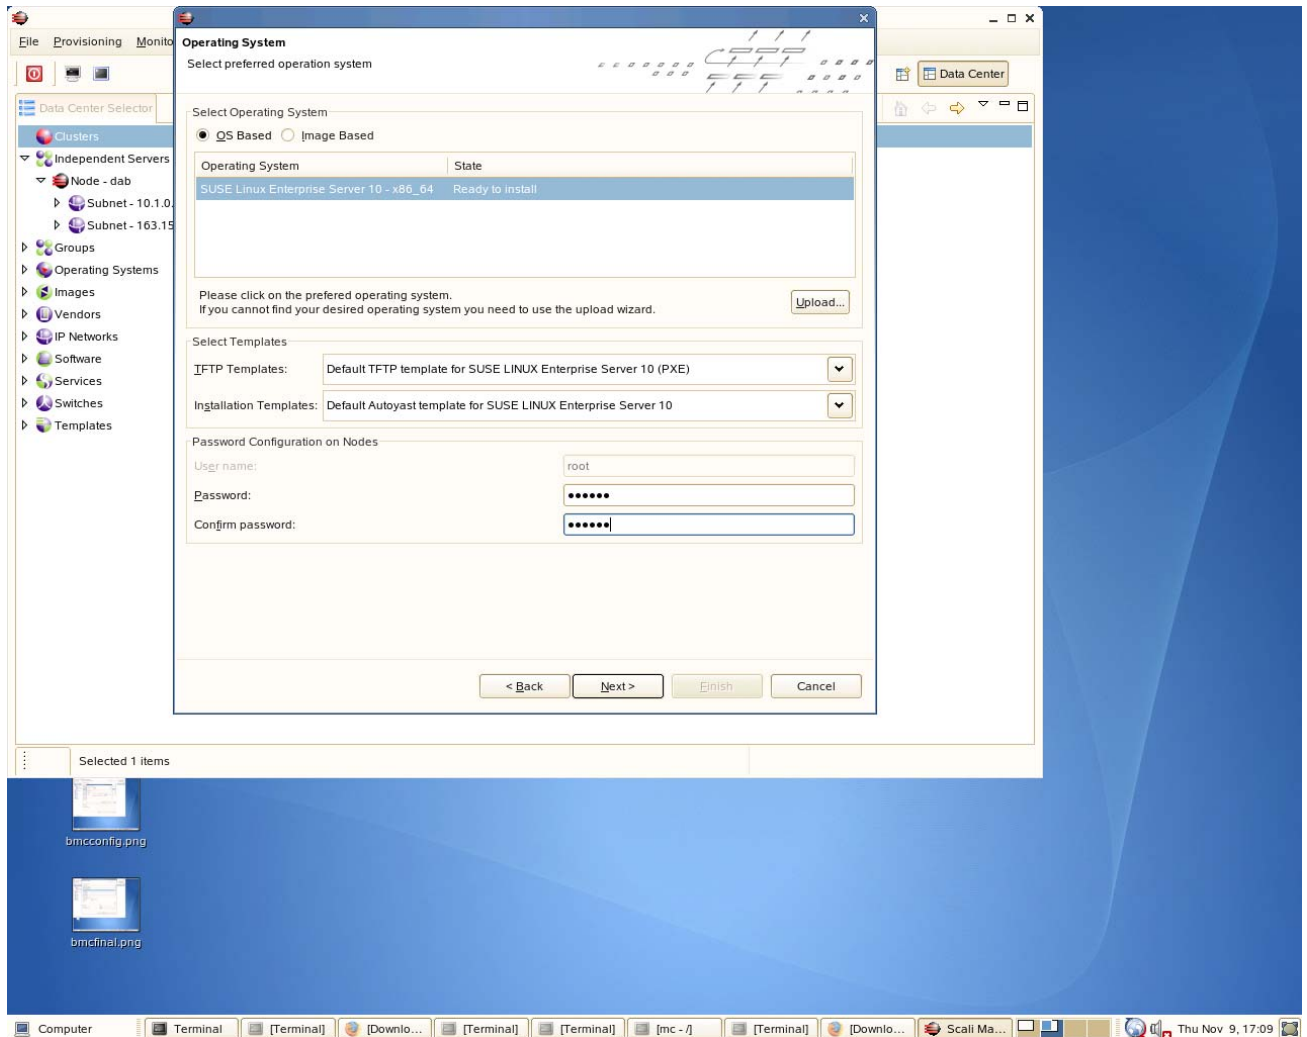 File Provisioning Monito
Data Center
Data Center Selector
Clusters
Independent Servers
Node - dab
Subnet - 10.1.0.
Subnet - 163.15
Groups
Operating Systems
Images
Vendors
IP Networks
Software
Services
Switches
Templates
Operating System
Select preferred operation system
Select Operating System
OS Based Image Based
Operating System State
SUSE Linux Enterprise Server 10 - x86_64 Ready to install
Please click on the prefered operating system.
If you cannot find your desired operating system you need to use the upload wizard.
Upload...
Select Templates
TFTP Templates: Default TFTP template for SUSE LINUX Enterprise Server 10 (PXE)
Installation Templates: Default Autoyast template for SUSE LINUX Enterprise Server 10
Password Configuration on Nodes
User name: root
Password: ••••••
Confirm password: ••••••
< Back Next > Finish Cancel
Selected 1 items
bmcconfig.png
bmcfinal.png
Computer Terminal [Terminal] [Downlo... [Terminal] [Terminal] [mc - /] [Terminal] [Downlo... Scali Ma... Thu Nov 9, 17:09